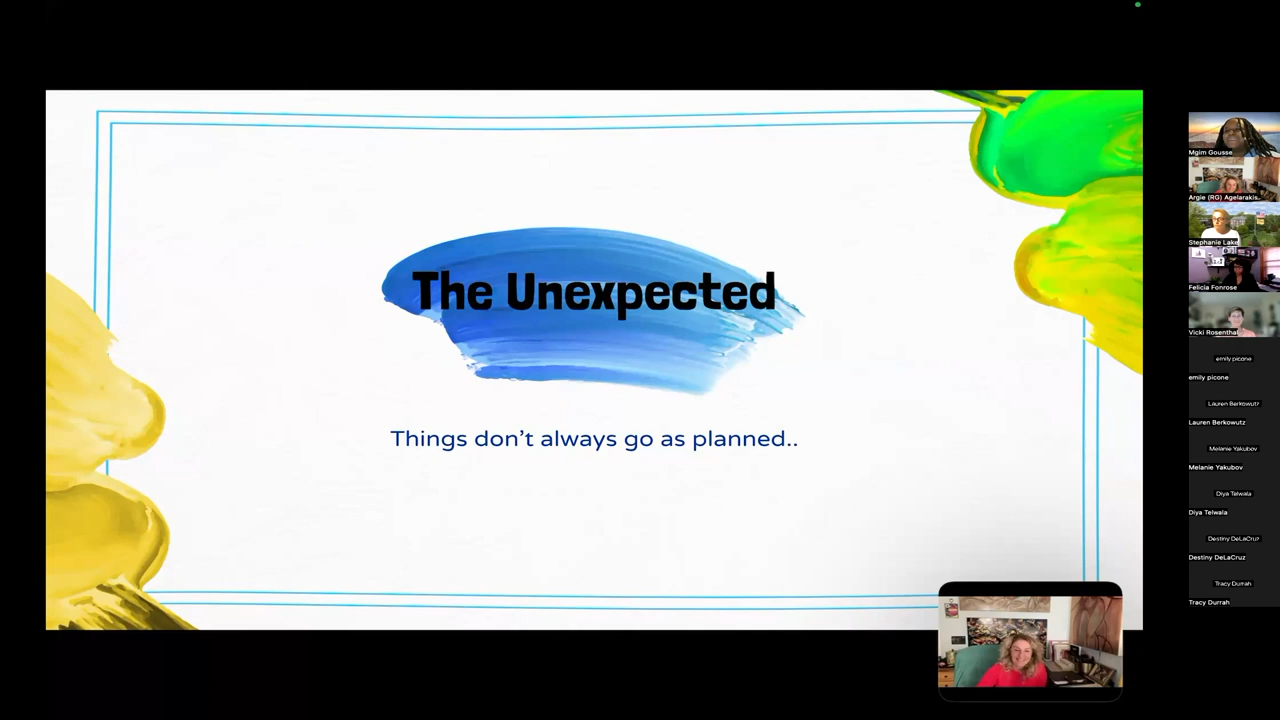 The Unexpected
Things don't always go as planned..
Mgim Gousse
Argie (RG) Agelarakis..
Stephanie Lake
Felicia Fonrose
Vicki Rosenthal
emily picone
emily picone
Lauren Berkowutz
Lauren Berkowutz
Melanie Yakubov
Melanie Yakubov
Diya Telwala
Diya Telwala
Destiny DeLaCruz
Destiny DeLaCruz
Tracy Durrah
Tracy Durrah